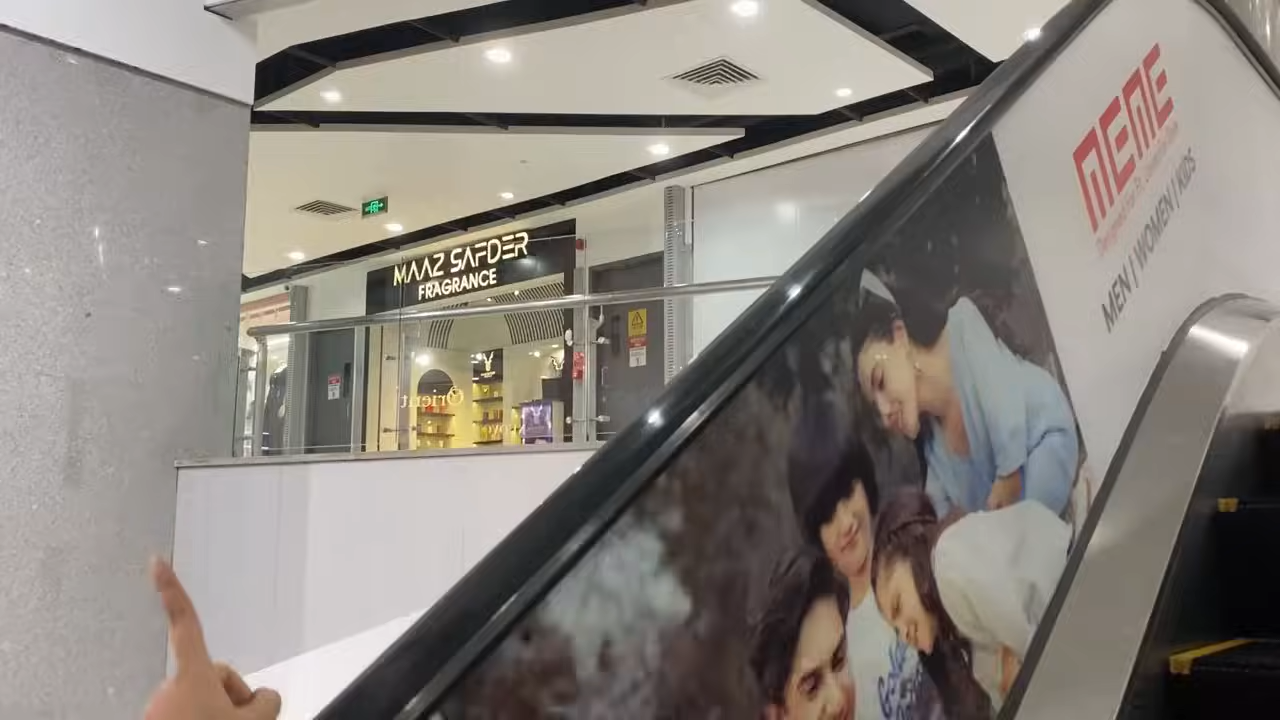 MAAZ SAFDER
FRAGRANCE
Orient
MEME
MEN | WOMEN | KIDS